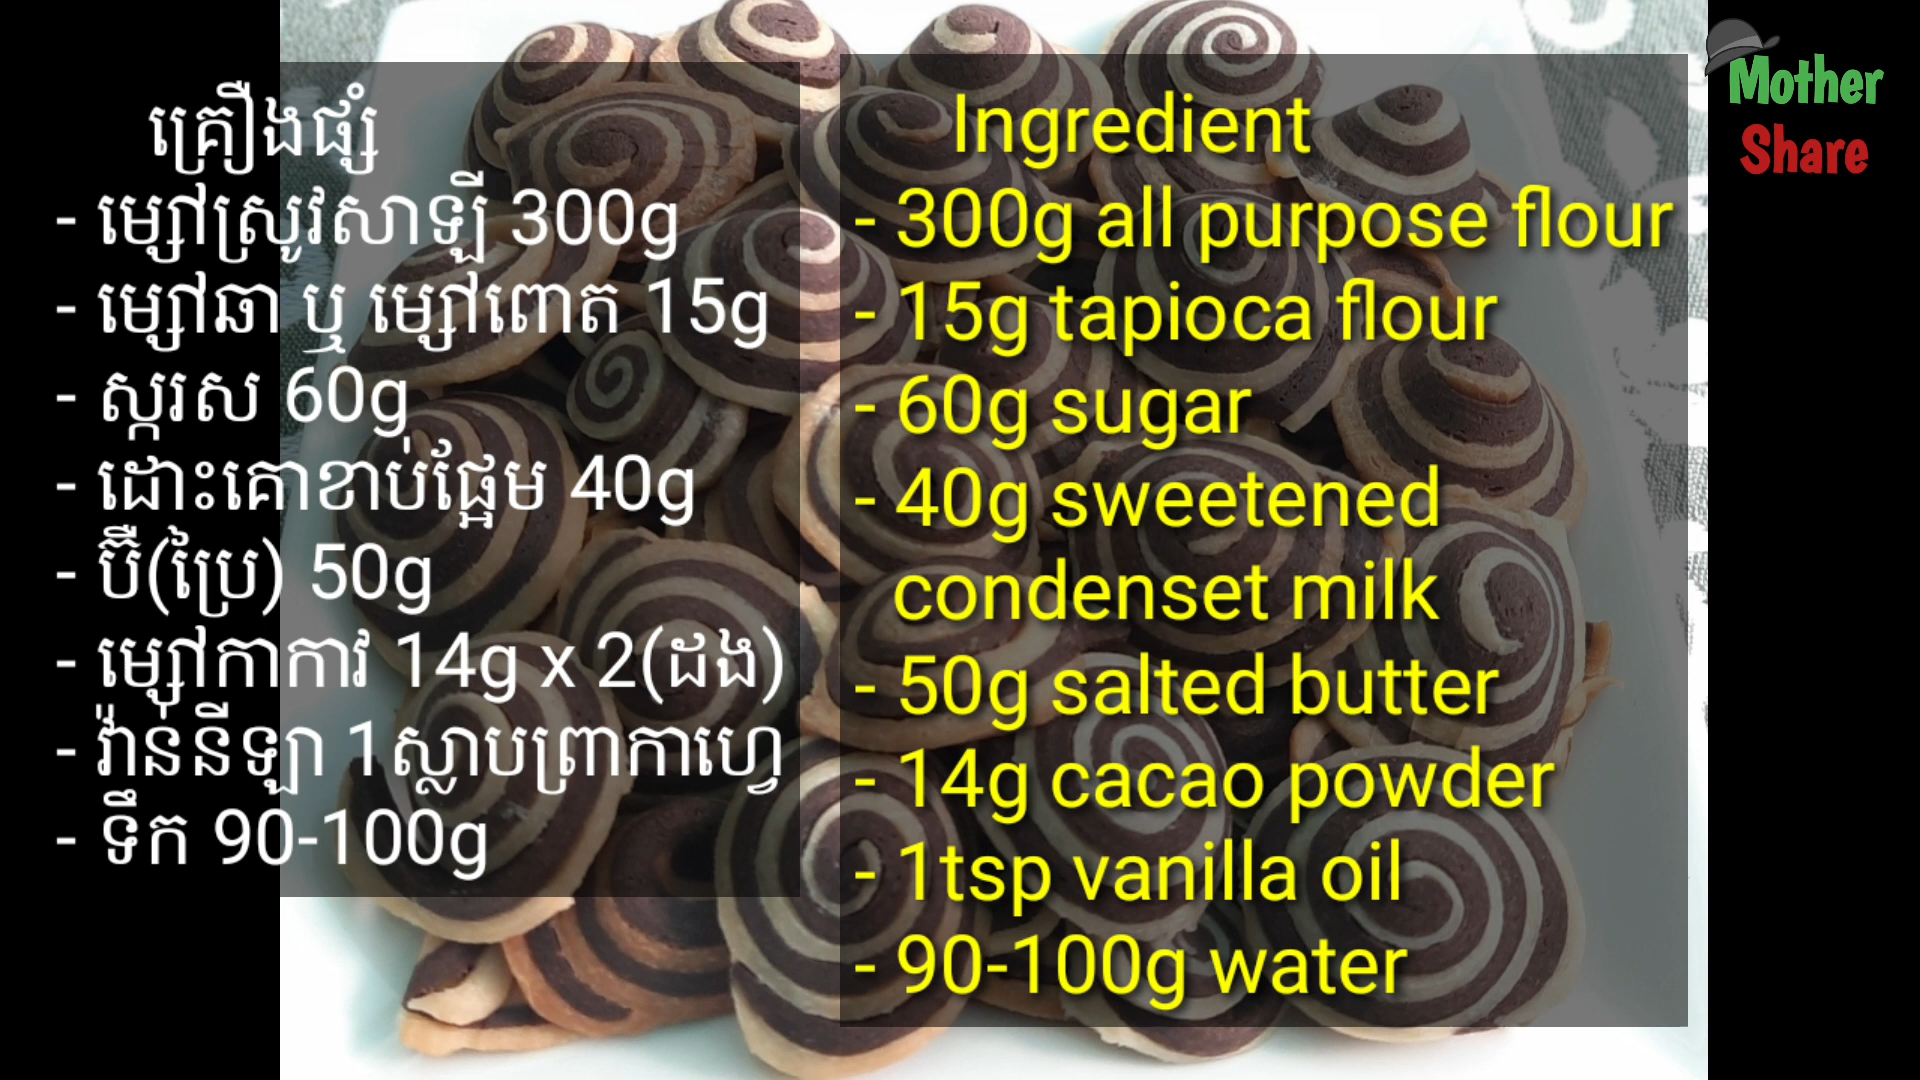 គ្រឿងផ្សំ
- ម្សៅស្រូវសាឡី 300g
- ម្សៅឆា ឬ ម្សៅពោត 15g
- ស្ករស 60g
- ដោះគោខាប់ផ្អែម 40g
- ប៊ឺ(ប្រៃ) 50g
- ម្សៅកាកាវ 14g x 2(ដង)
- វ៉ាន់នីឡា 1ស្លាបព្រាកាហ្វេ
- ទឹក 90-100g
Ingredient
- 300g all purpose flour
- 15g tapioca flour
- 60g sugar
- 40g sweetened
condenset milk
- 50g salted butter
- 14g cacao powder
- 1tsp vanilla oil
- 90-100g water
Mother
Share